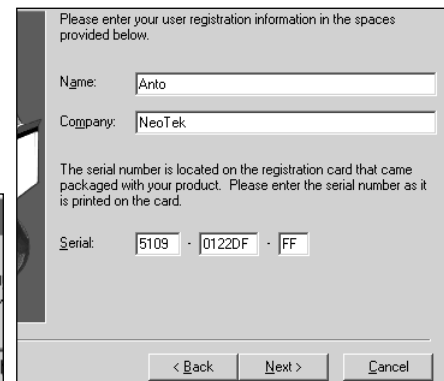 Please enter your user registration information in the spaces
provided below.
Name: Anto
Company: NeoTek
The serial number is located on the registration card that came
packaged with your product. Please enter the serial number as it
is printed on the card.
Serial: 5109 - 0122DF - FF
< Back Next > Cancel